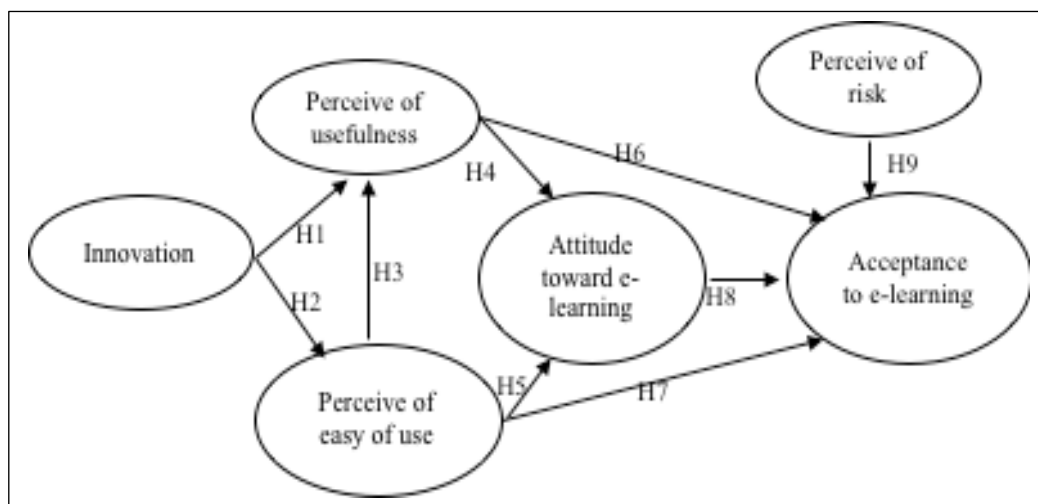 Perceive of
usefulness
Perceive of
risk
H6
H9
H4
H1
Innovation
H3
H2
Attitude
toward e-
learning
H8
Acceptance
to e-learning
H5
H7
Perceive of
easy of use